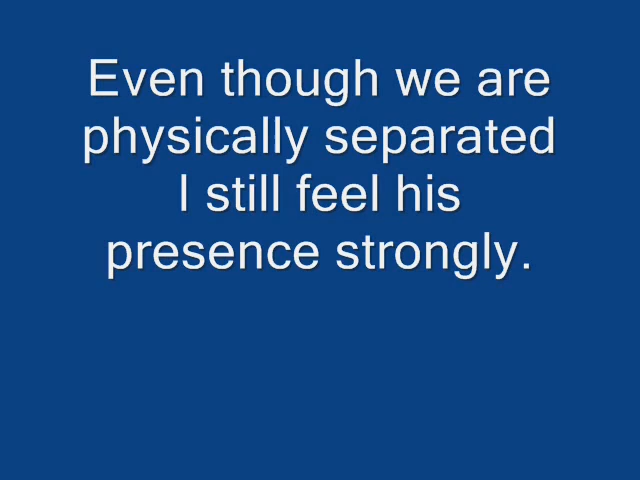 Even though we are
physically separated
I still feel his
presence strongly.